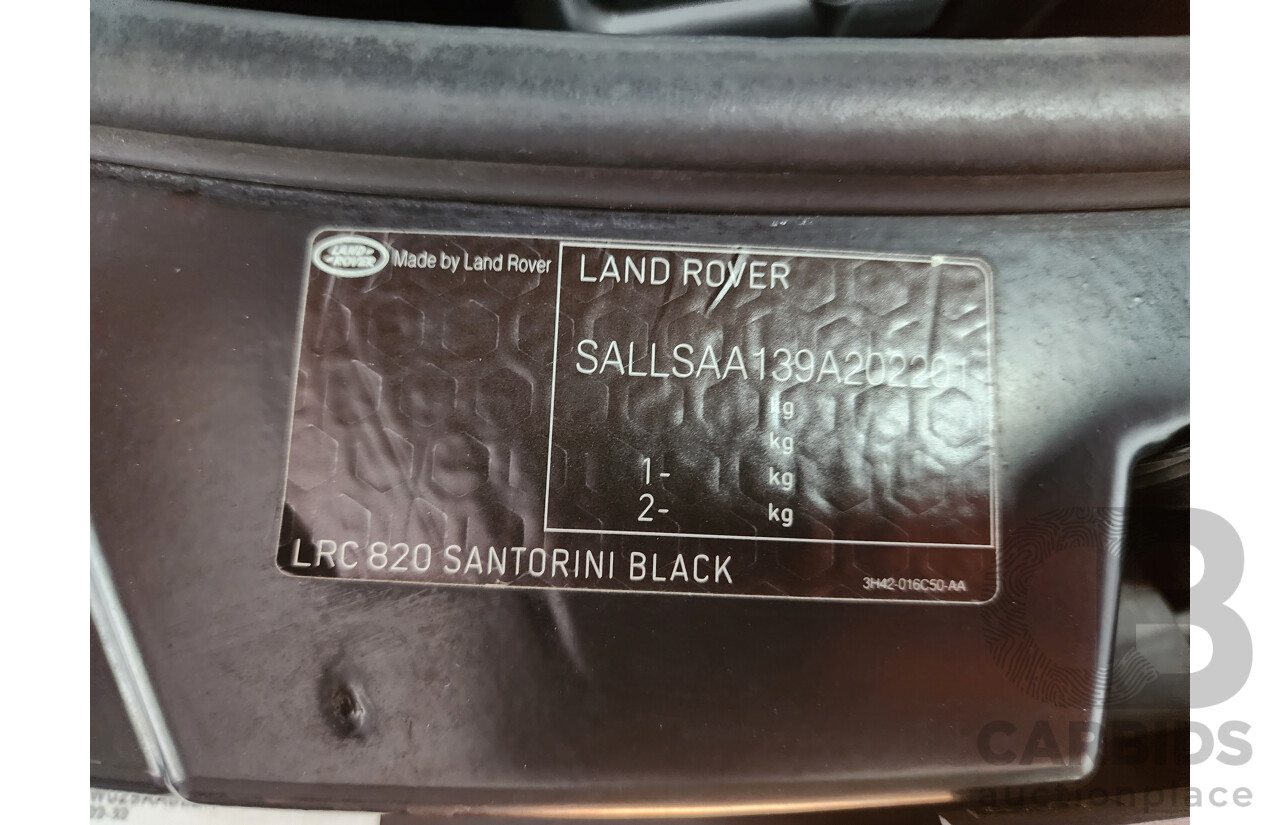 LAND ROVER
Made by Land Rover
LAND ROVER
SALLSAA139A202201
kg
kg
1- kg
2- kg
LRC 820 SANTORINI BLACK
3H42-016C50-AA
CB
CARBIDS
auctionplace